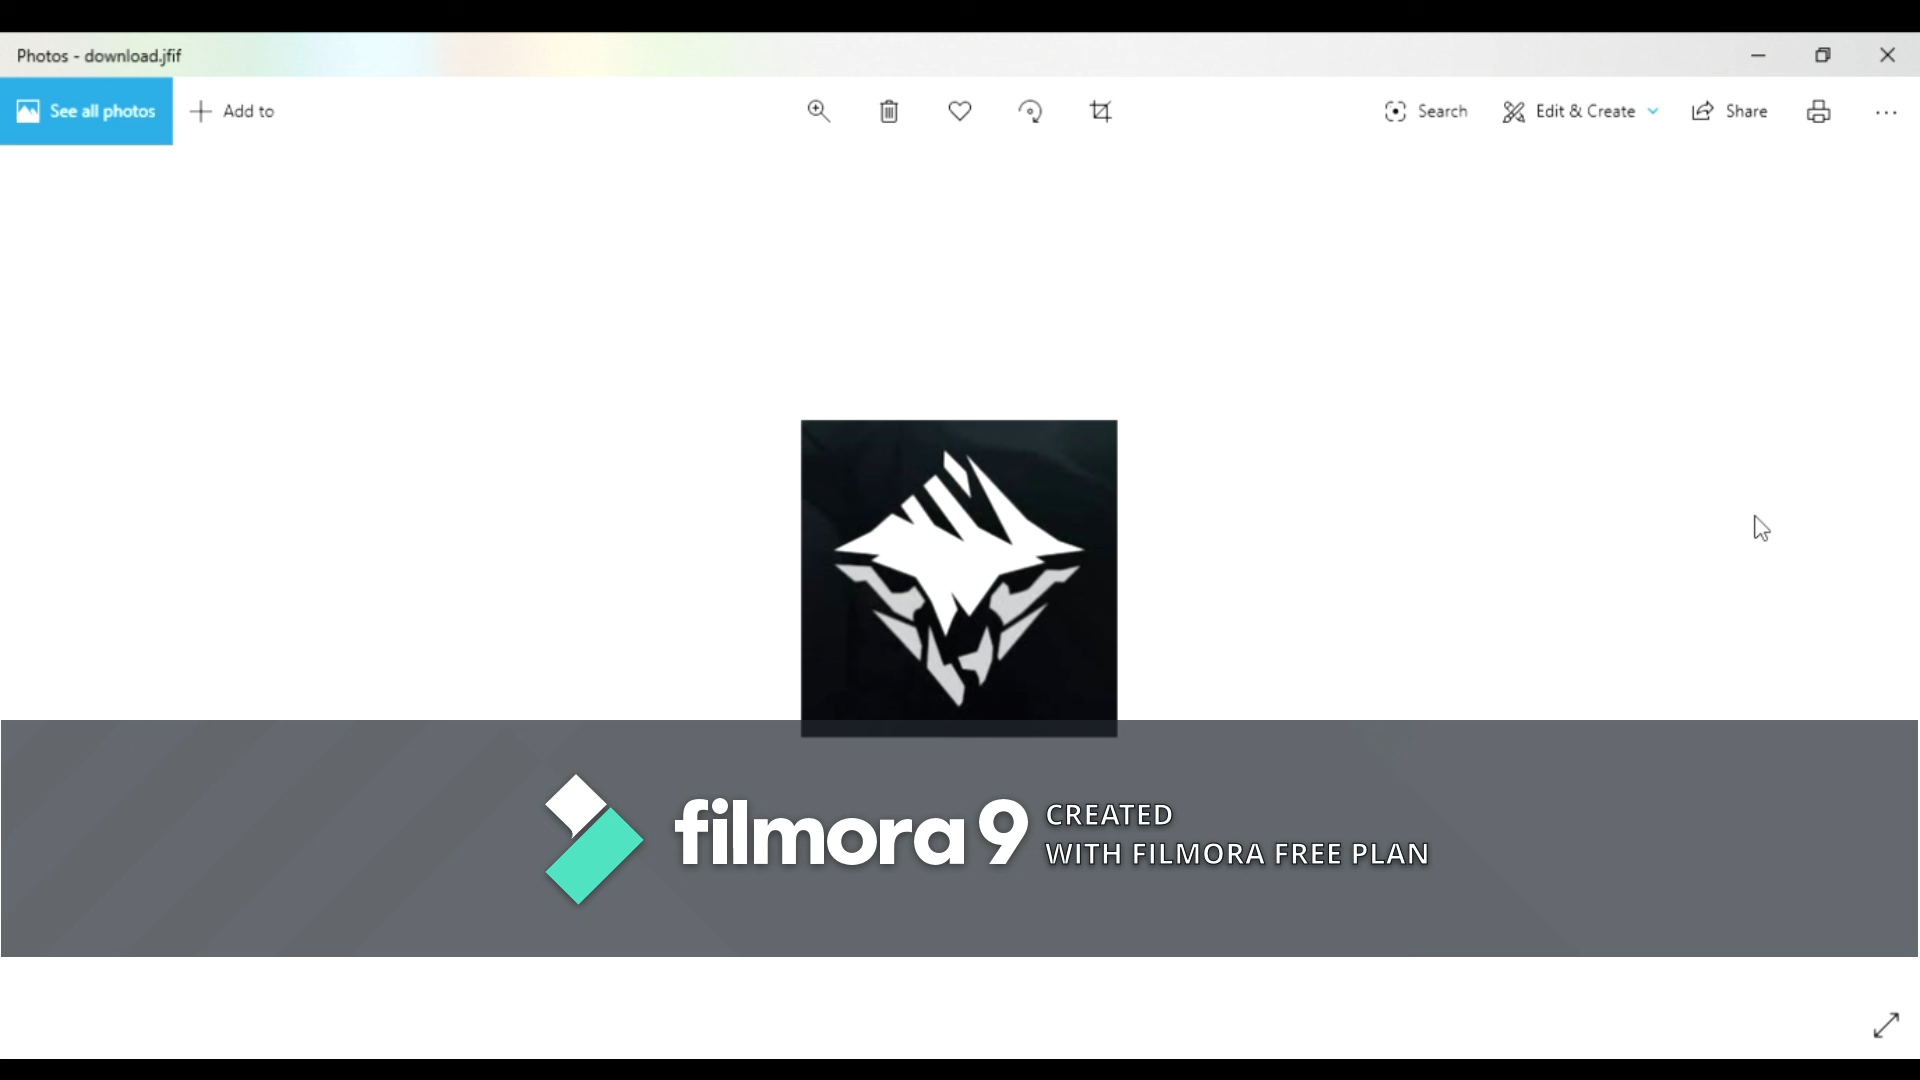 Photos - download.jfif
See all photos
Add to
Search
Edit & Create
Share
filmora9
CREATED
WITH FILMORA FREE PLAN